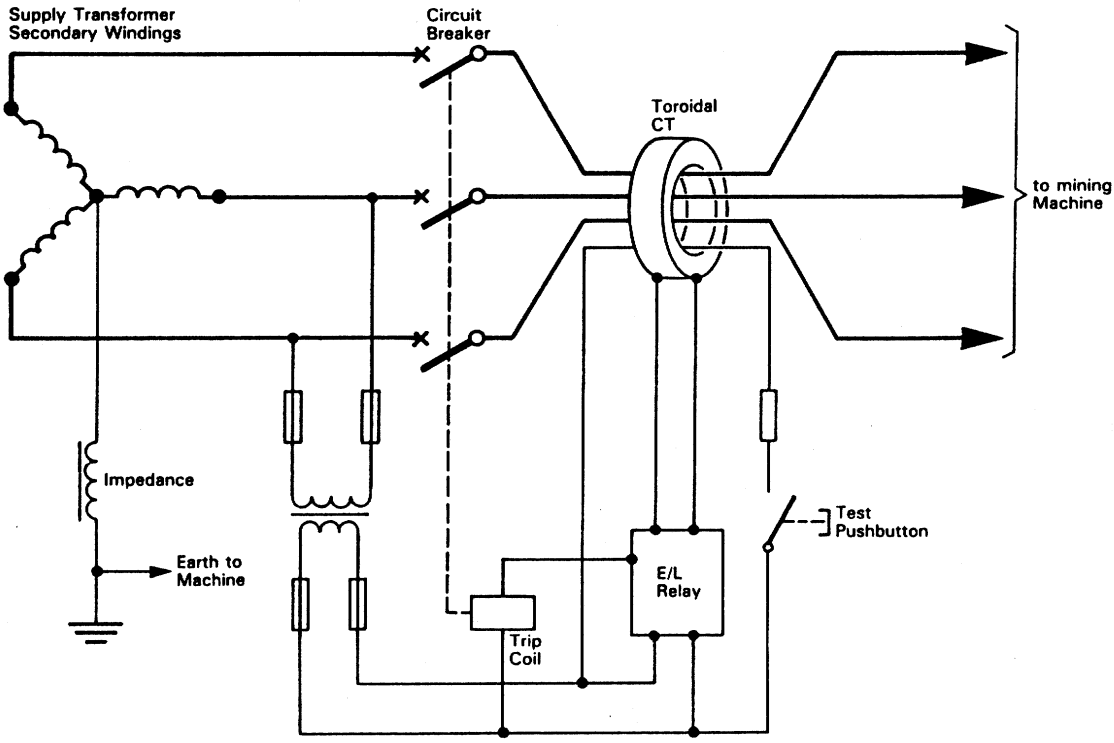 Supply Transformer
Secondary Windings
Circuit
Breaker
Toroidal
CT
to mining
Machine
Impedance
Test
Pushbutton
Earth to
Machine
E/L
Relay
Trip
Coil